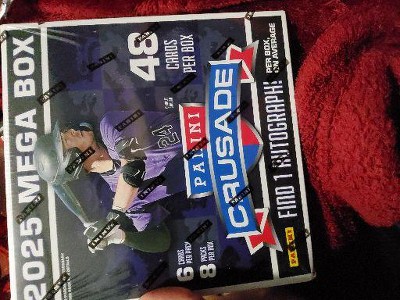 2025 MEGA BOX
48
CARDS
PER BOX
24
PANINI
CRUSADE
6
CARDS
PER PACK
8
PACKS
PER BOX
FIND 1 AUTOGRAPH!
PER BOX,
ON AVERAGE
PANINI